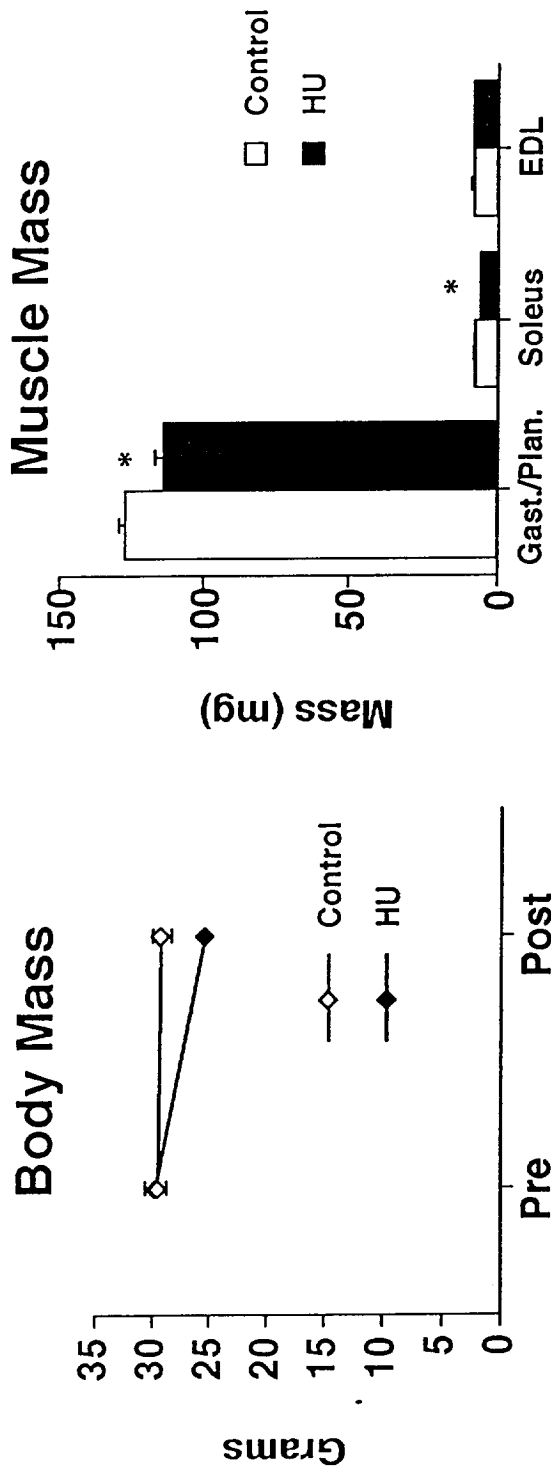 Body Mass
Grams
35
30
25
20
15
10
5
0
Control
HU
Pre
Post
Muscle Mass
Mass (mg)
150
100
50
0
Control
HU
*
*
Gast./Plan.
Soleus
EDL